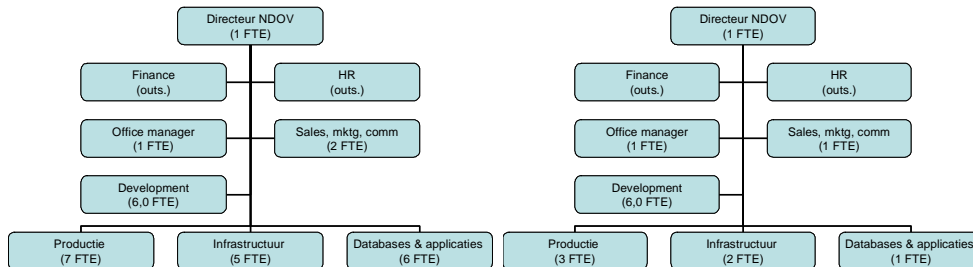 Directeur NDOV
(1 FTE)
Finance
(outs.)
HR
(outs.)
Office manager
(1 FTE)
Sales, mktg, comm
(2 FTE)
Development
(6,0 FTE)
Productie
(7 FTE)
Infrastructuur
(5 FTE)
Databases & applicaties
(6 FTE)
Directeur NDOV
(1 FTE)
Finance
(outs.)
HR
(outs.)
Office manager
(1 FTE)
Sales, mktg, comm
(1 FTE)
Development
(6,0 FTE)
Productie
(3 FTE)
Infrastructuur
(2 FTE)
Databases & applicaties
(1 FTE)